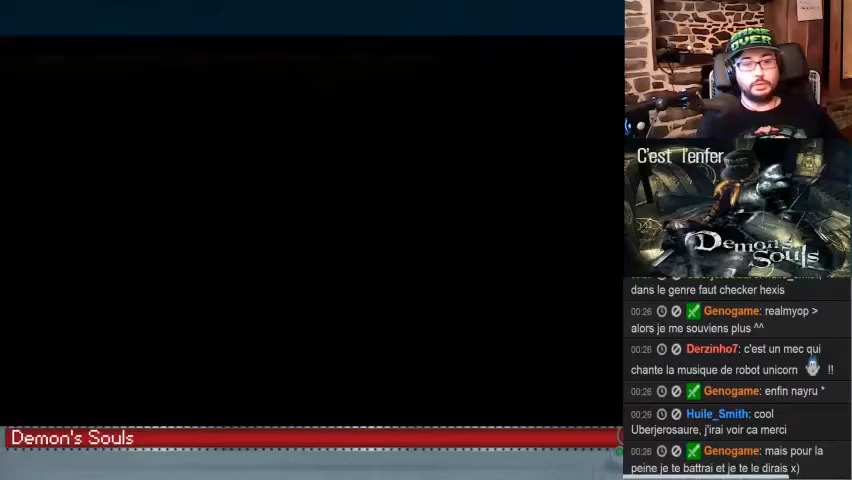 GAME
OVER
C'est l'enfer
Demon's
Souls
dans le genre faut checker hexis
00:26 Genogame: realmyop >
alors je me souviens plus ^^
00:26 Derzinho7: c'est un mec qui
chante la musique de robot unicorn !!
00:26 Genogame: enfin nayru *
00:26 Huile_Smith: cool
Uberjerosaure, j'irai voir ca merci
00:26 Genogame: mais pour la
peine je te battrai et je te le dirais x)
Demon's Souls